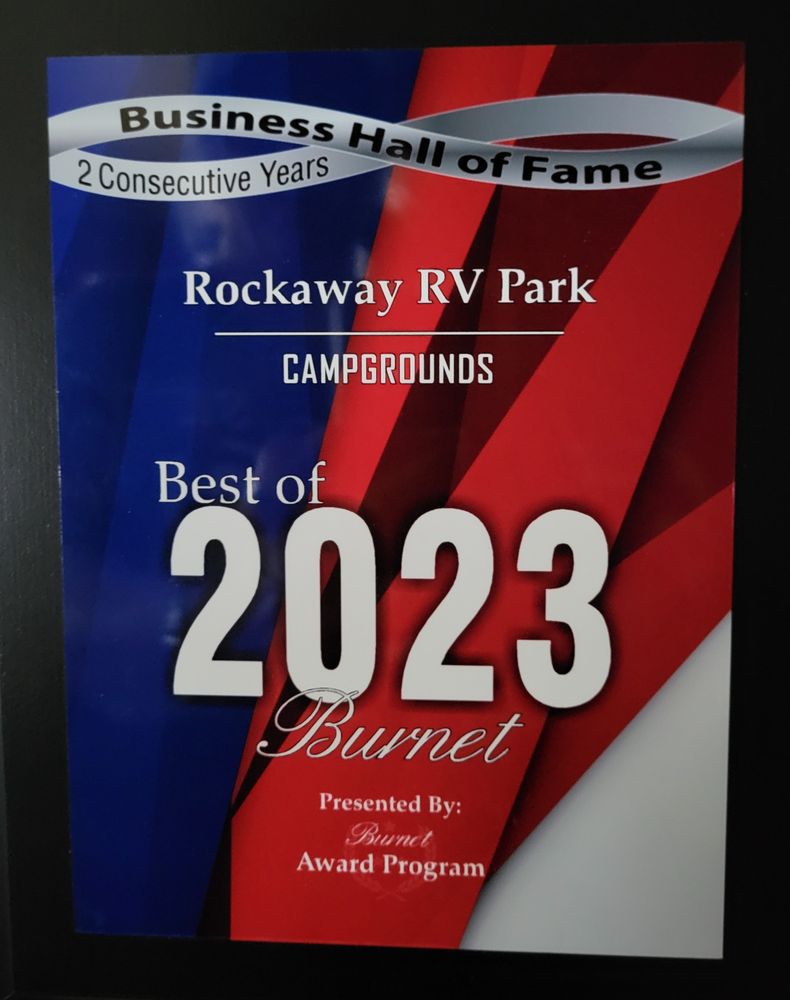 Business Hall of Fame
2 Consecutive Years
Rockaway RV Park
CAMPGROUNDS
Best of
2023
Burnet
Presented By:
Burnet
Award Program